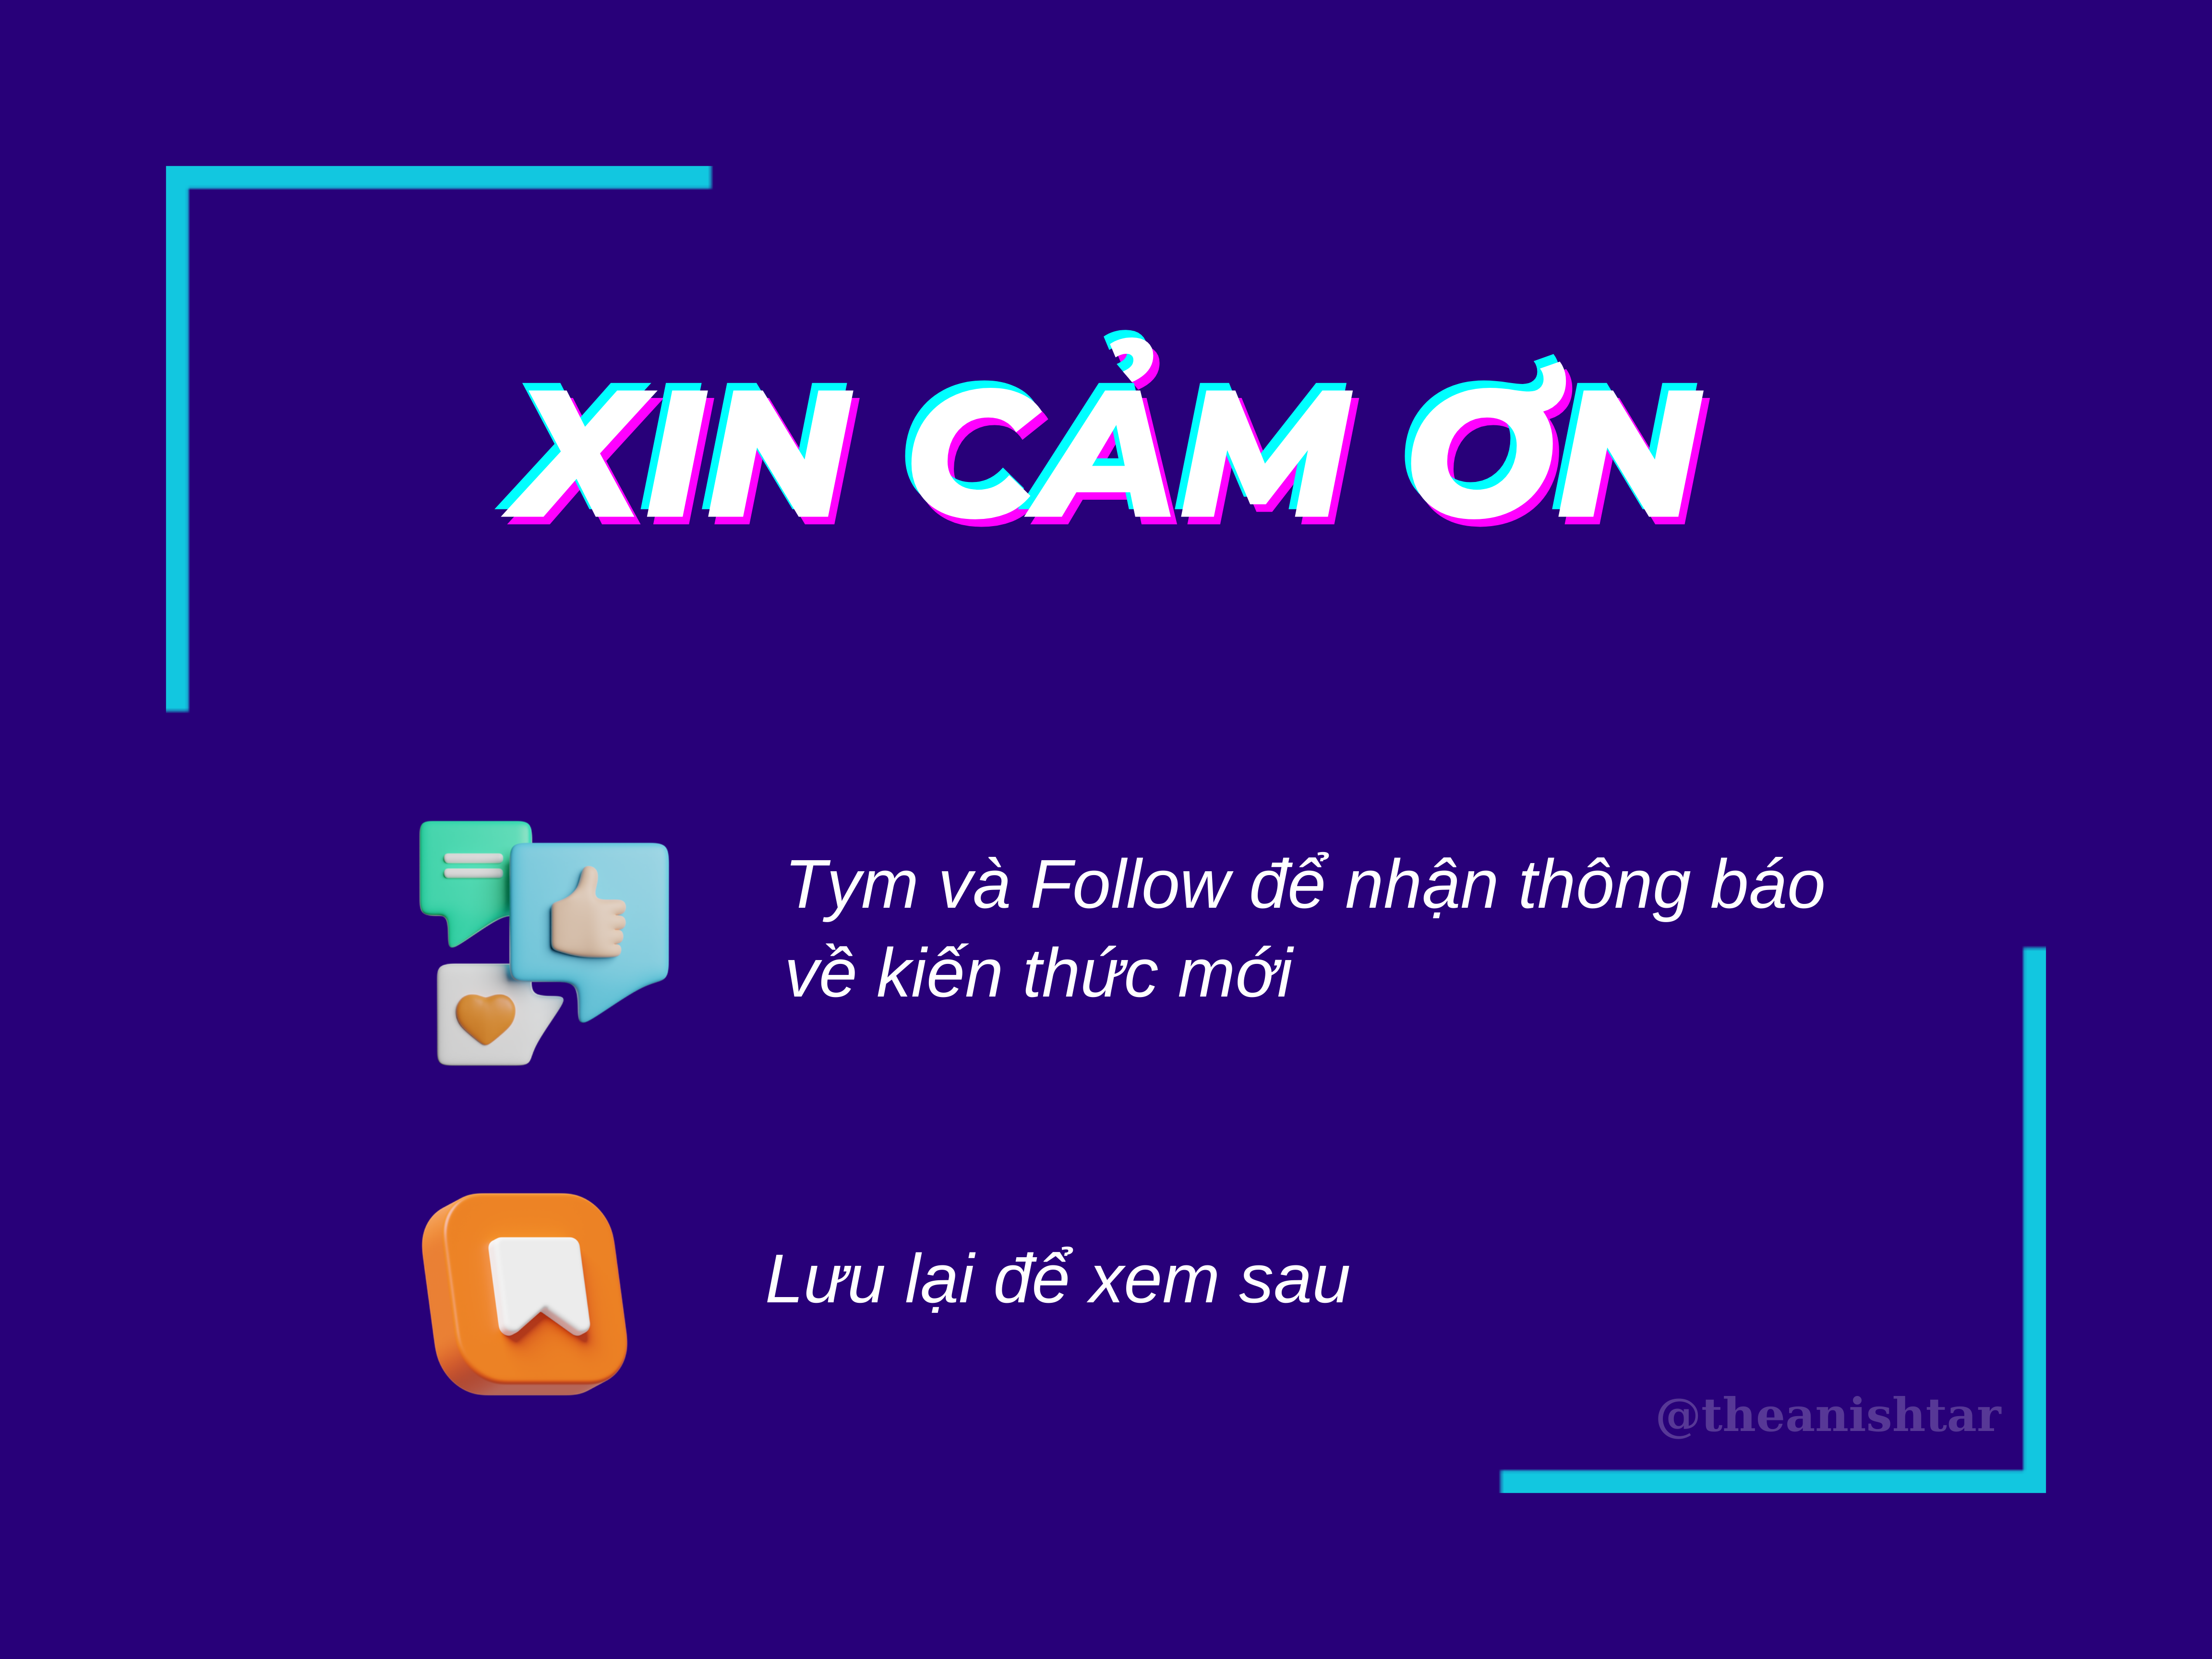 XIN CẢM ƠN
Tym và Follow để nhận thông báo
về kiến thức mới
Lưu lại để xem sau
@theanishtar